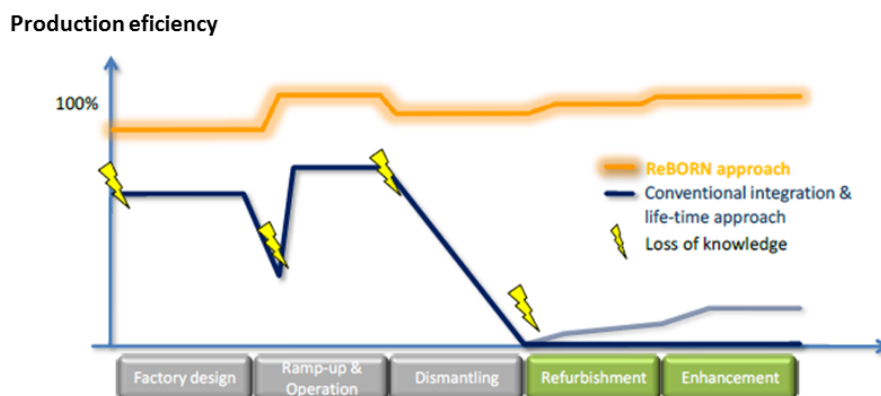 Production eficiency
100%
ReBORN approach
Conventional integration &
life-time approach
Loss of knowledge
Factory design
Ramp-up &
Operation
Dismantling
Refurbishment
Enhancement